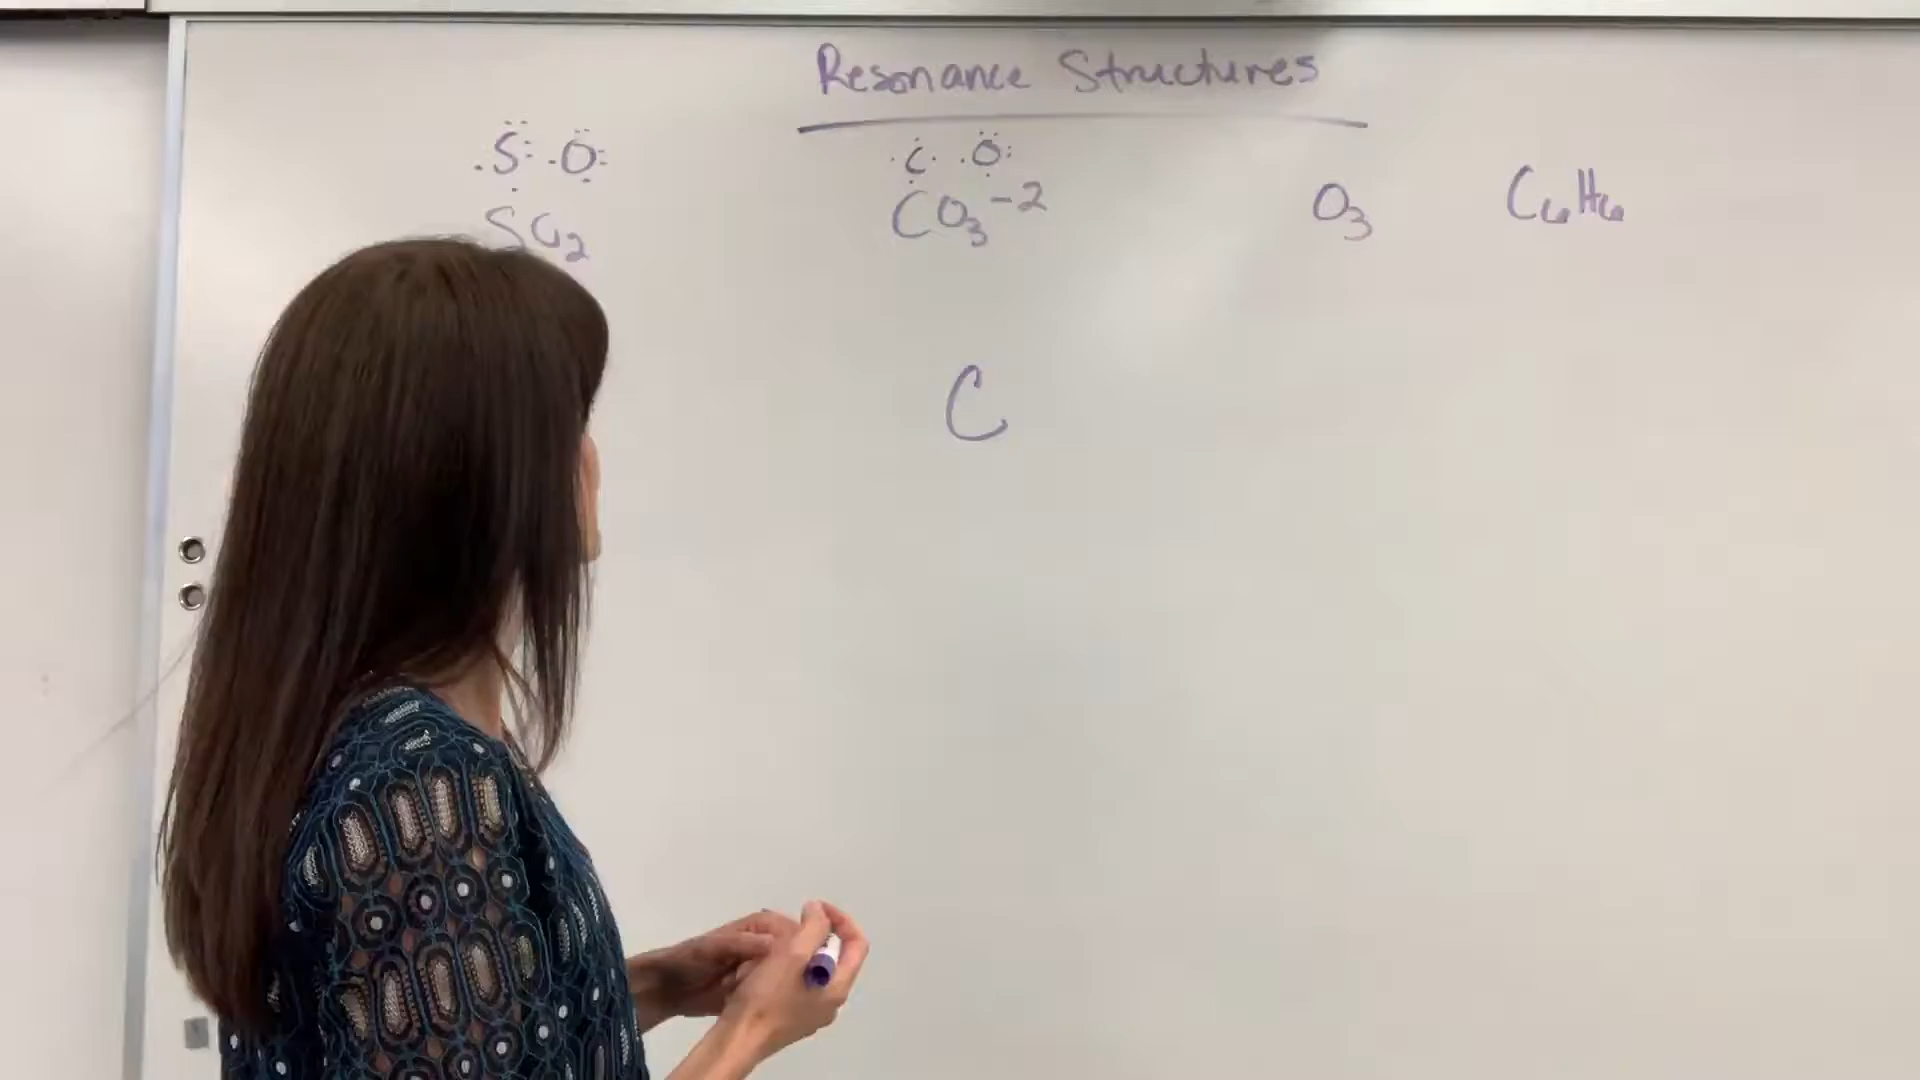 Resonance Structures
S O
C O
SO2
CO3-2
O3
C6H6
C